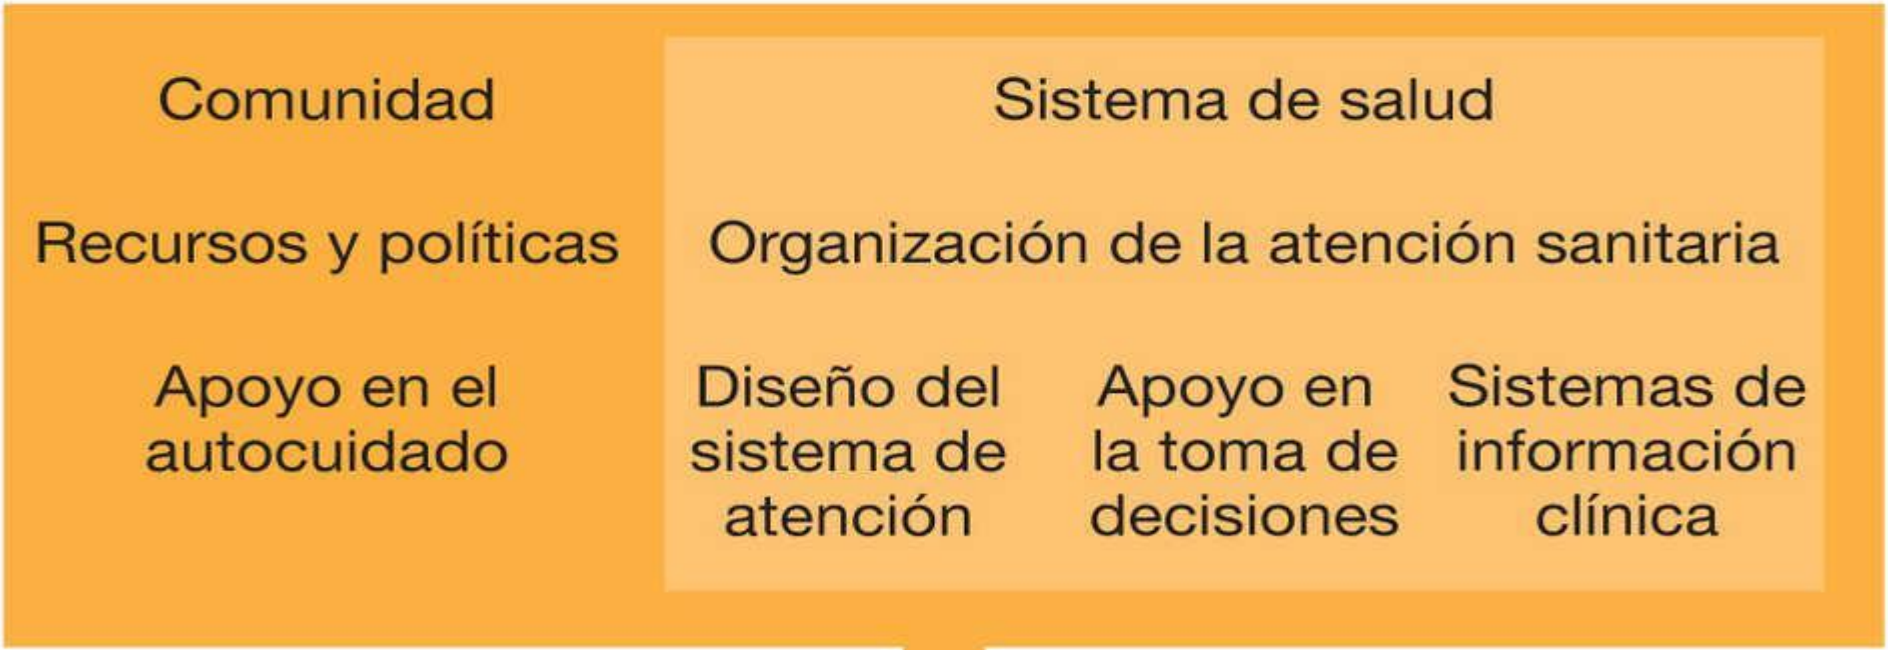 Comunidad
Recursos y políticas
Apoyo en el
autocuidado
Sistema de salud
Organización de la atención sanitaria
Diseño del
sistema de
atención
Apoyo en
la toma de
decisiones
Sistemas de
información
clínica